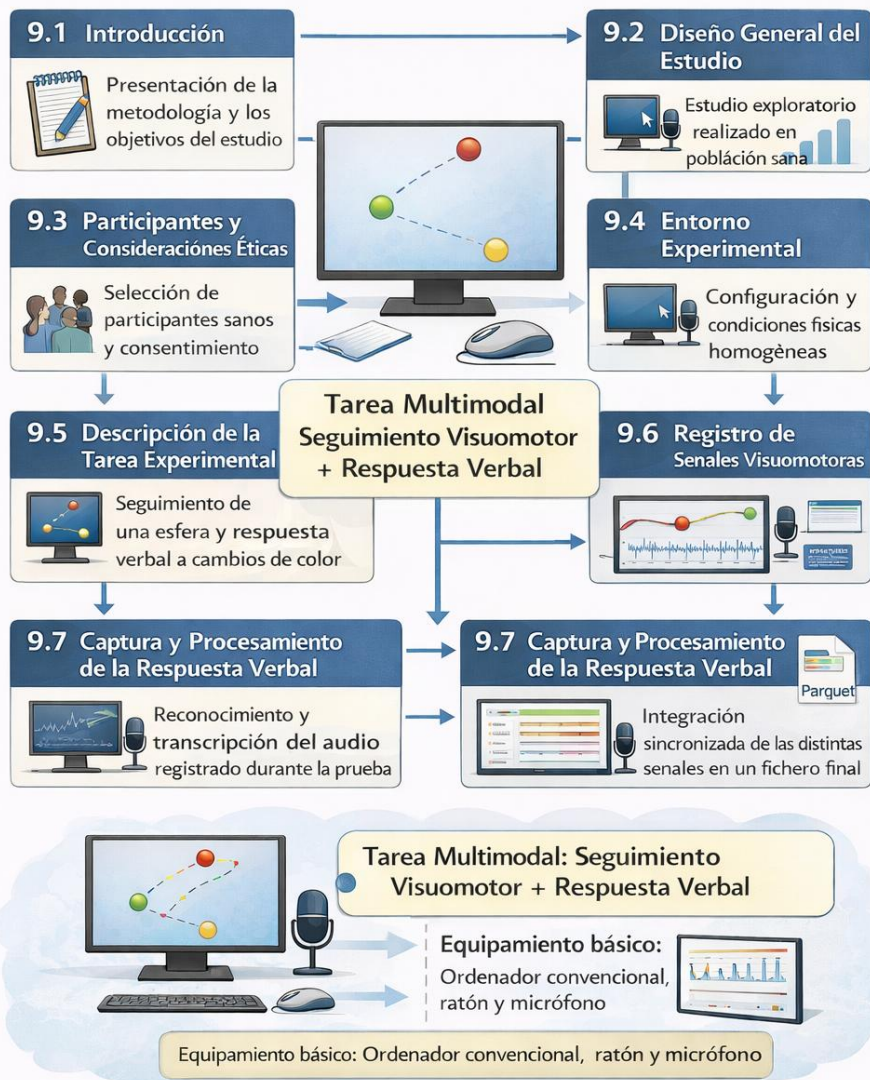 9.1 Introducción
Presentación de la
metodología y los
objetivos del estudio
9.2 Diseño General del
Estudio
Estudio exploratorio
realizado en
población sana
9.3 Participantes y
Consideraciónes Éticas
Selección de
participantes sanos
y consentimiento
9.4 Entorno
Experimental
Configuración y
condiciones fisicas
homogèneas
Tarea Multimodal
Seguimiento Visuomotor
+ Respuesta Verbal
9.5 Descripción de la
Tarea Experimental
Seguimiento de
una esfera y respuesta
verbal a cambios de color
9.6 Registro de
Senales Visuomotoras
9.7 Captura y Procesamiento
de la Respuesta Verbal
Reconocimiento y
transcripción del audio
registrado durante la prueba
9.7 Captura y Procesamiento
de la Respuesta Verbal
Parquet
Integración
sincronizada de las distintas
senales en un fichero final
Tarea Multimodal: Seguimiento
Visuomotor + Respuesta Verbal
Equipamiento básico:
Ordenador convencional,
ratón y micrófono
Equipamiento básico: Ordenador convencional, ratón y micrófono